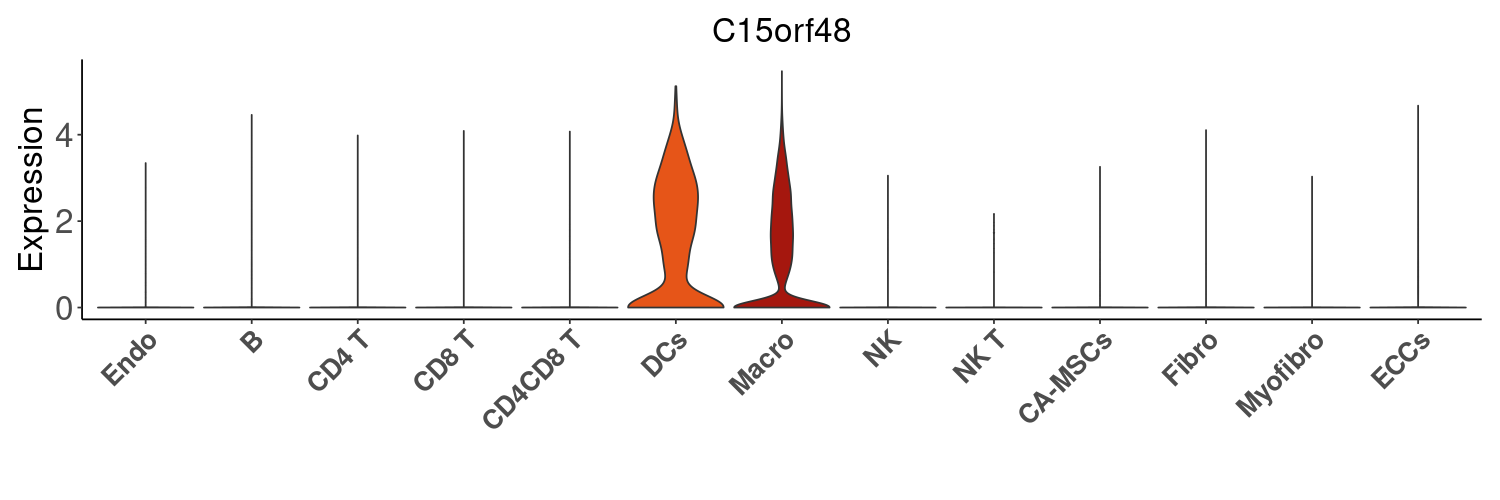 C15orf48
Expression
4
2
0
Endo
B
CD4 T
CD8 T
CD4CD8 T
DCs
Macro
NK
NK T
CA-MSCs
Fibro
Myofibro
ECCs